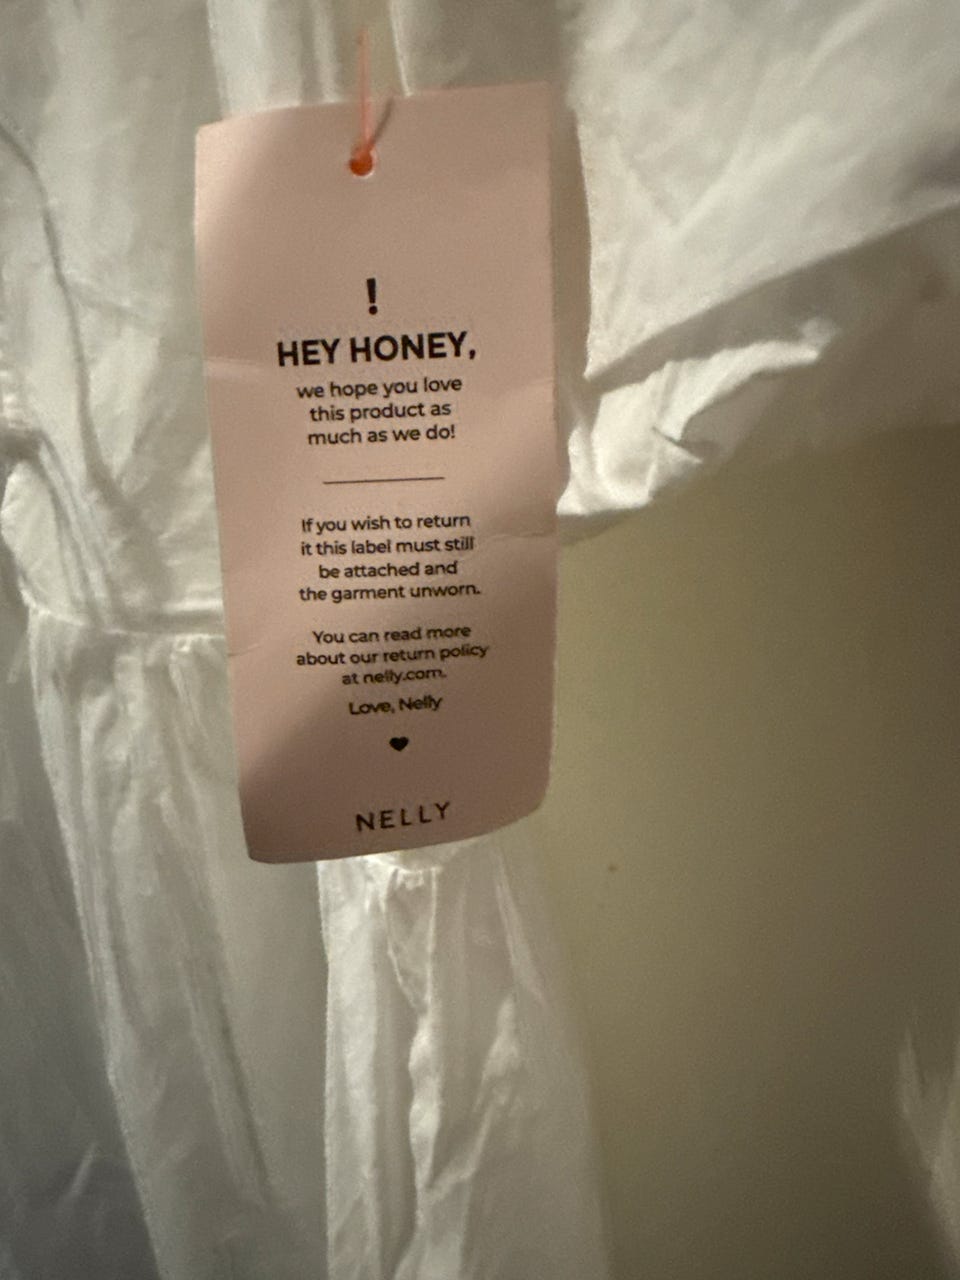 !
HEY HONEY,
we hope you love
this product as
much as we do!
If you wish to return
it this label must still
be attached and
the garment unworn.
You can read more
about our return policy
at nelly.com.
Love, Nelly
NELLY